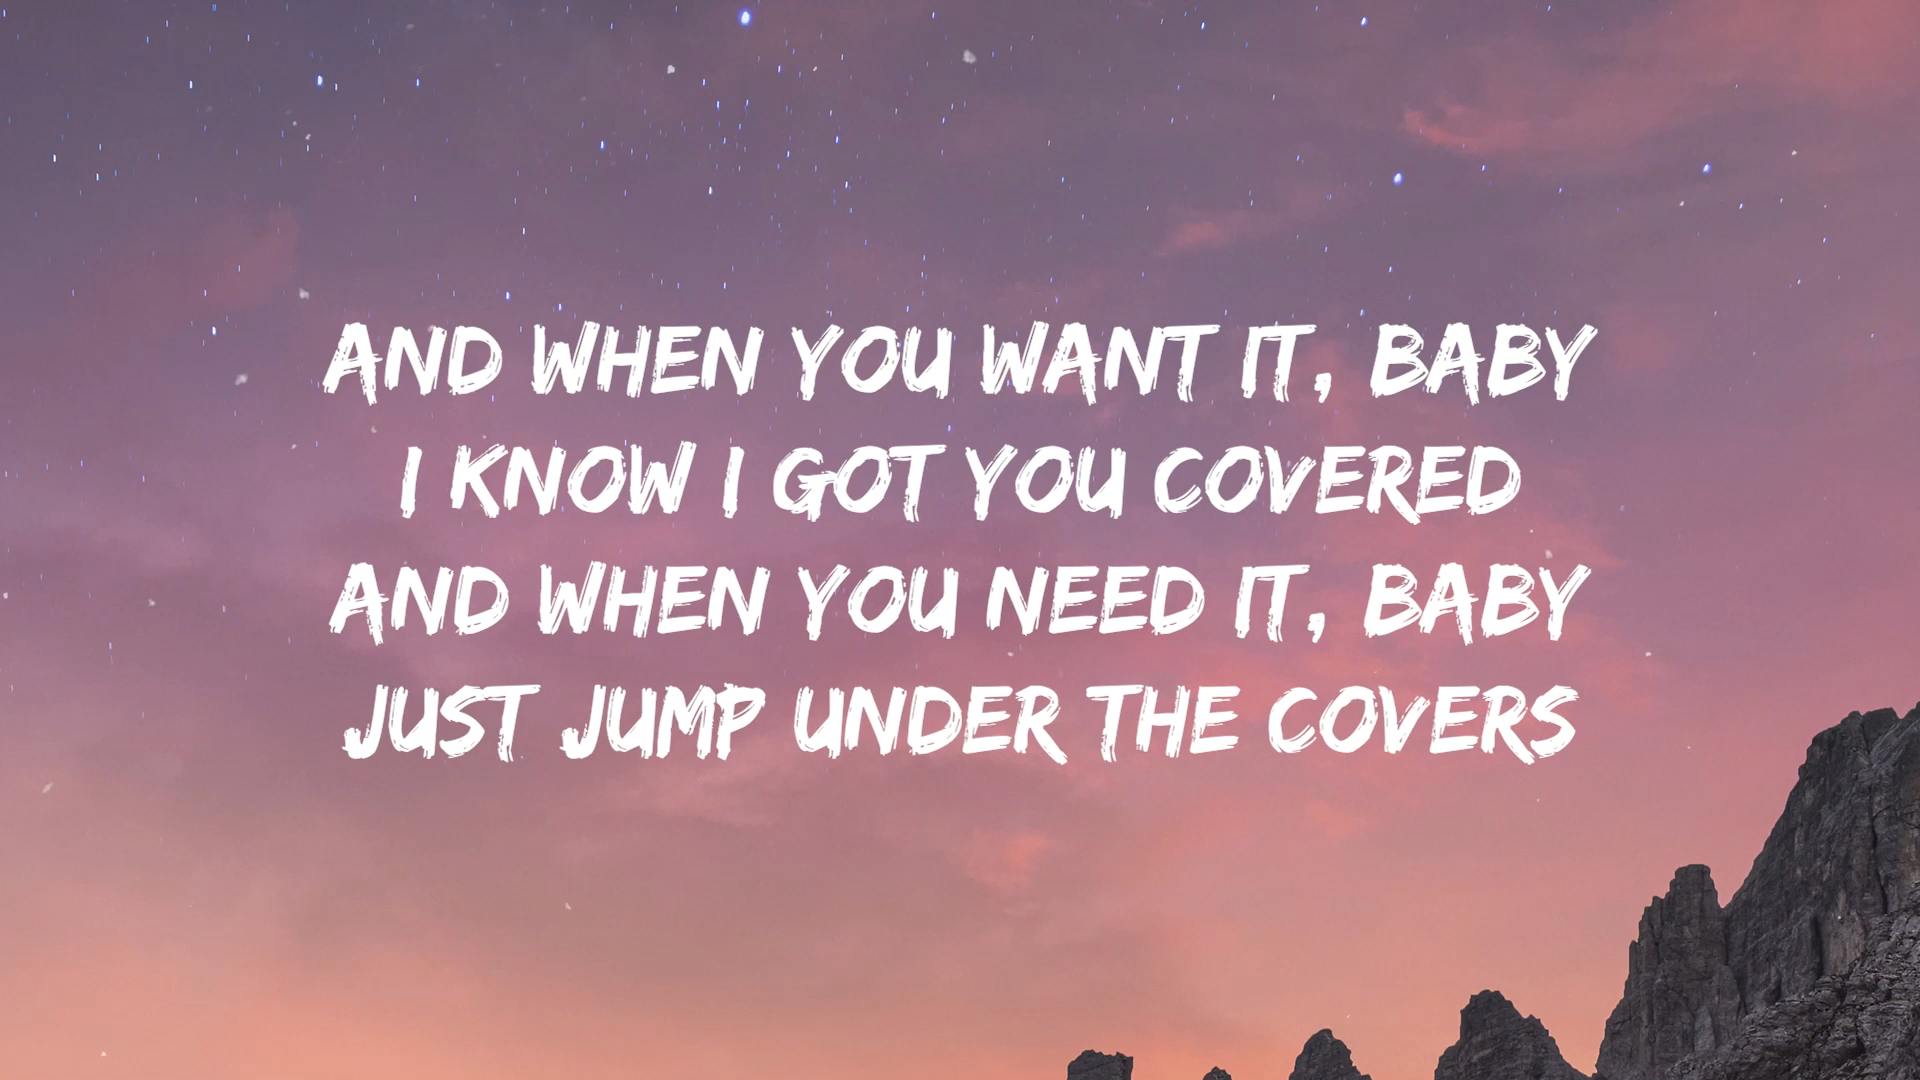 AND WHEN YOU WANT IT, BABY
I KNOW I GOT YOU COVERED
AND WHEN YOU NEED IT, BABY
JUST JUMP UNDER THE COVERS